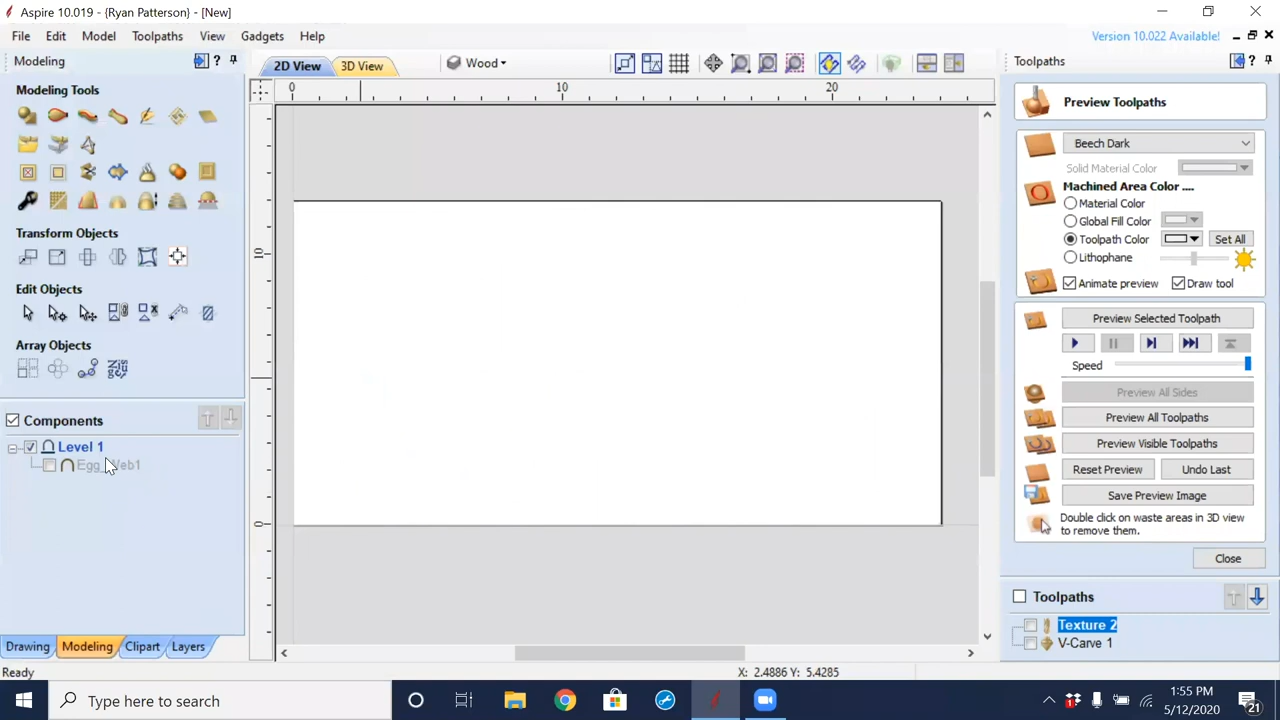 Aspire 10.019 - {Ryan Patterson} - [New]
File Edit Model Toolpaths View Gadgets Help
Version 10.022 Available!
Modeling
2D View
3D View
Wood
Toolpaths
Modeling Tools
0
10
20
Preview Toolpaths
Beech Dark
Solid Material Color
Machined Area Color ....
Material Color
Global Fill Color
Toolpath Color
Set All
Lithophane
Animate preview
Draw tool
Transform Objects
10
Edit Objects
Preview Selected Toolpath
Array Objects
Speed
Preview All Sides
Components
Preview All Toolpaths
Level 1
Preview Visible Toolpaths
Reset Preview
Undo Last
Save Preview Image
0
Double click on waste areas in 3D view
to remove them.
Close
Toolpaths
Texture 2
V-Carve 1
Drawing
Modeling
Clipart
Layers
Ready
X: 2.4886 Y: 5.4285
Type here to search
1:55 PM
5/12/2020
21